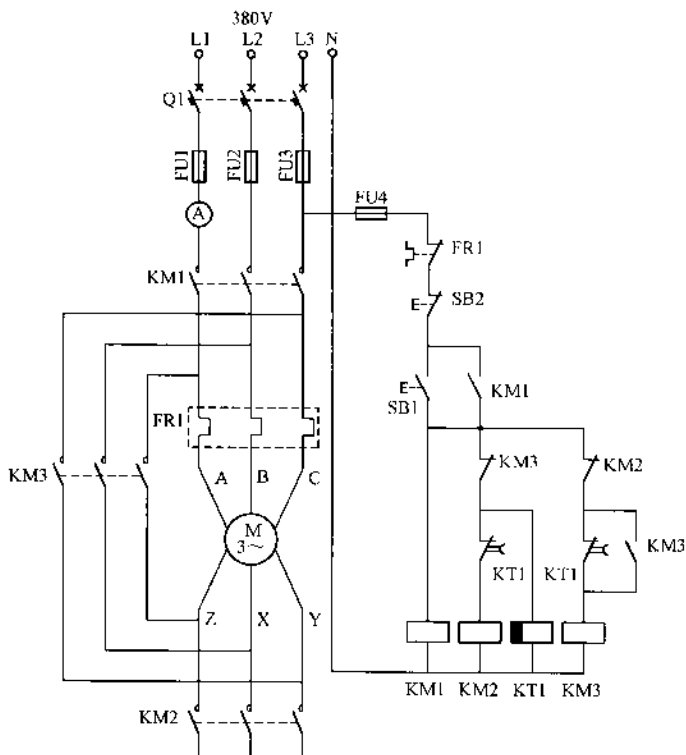 380V
L1 L2 L3 N
Q1
FU1 FU2 FU3
FU4
A
FR1
KM1
SB2
SB1 KM1
FR1
KM3 KM2
KM3 A B C
M
3~
KT1 KT1 KM3
Z X Y
KM1 KM2 KT1 KM3
KM2